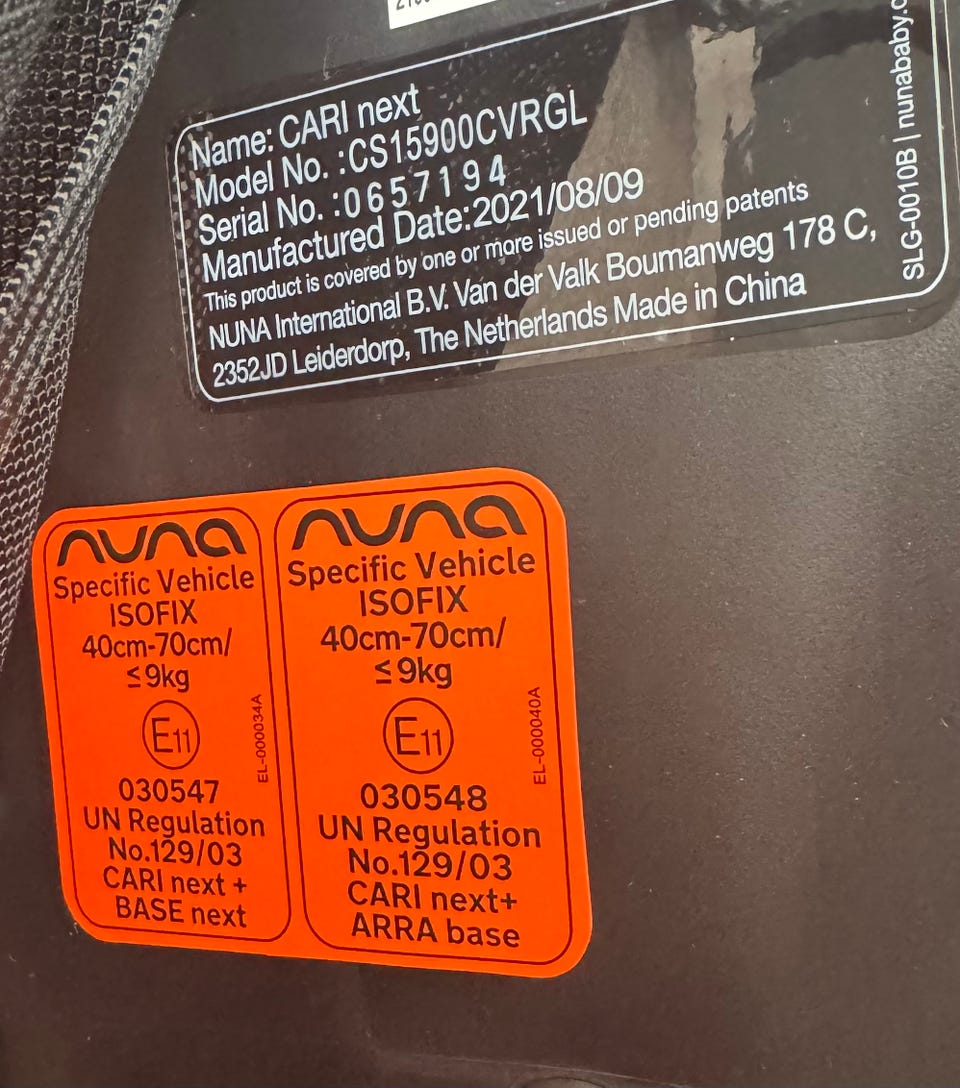 Name: CARI next
Model No. :CS15900CVRGL
Serial No. :0657194
Manufactured Date:2021/08/09
This product is covered by one or more issued or pending patents
NUNA International B.V. Van der Valk Boumanweg 178 C,
2352JD Leiderdorp, The Netherlands Made in China
SLG-0010B | nunababy.c
nuna
Specific Vehicle
ISOFIX
40cm-70cm/
≤9kg
E11
EL-000034A
030547
UN Regulation
No.129/03
CARI next +
BASE next
nuna
Specific Vehicle
ISOFIX
40cm-70cm/
≤9kg
E11
EL-000040A
030548
UN Regulation
No.129/03
CARI next+
ARRA base